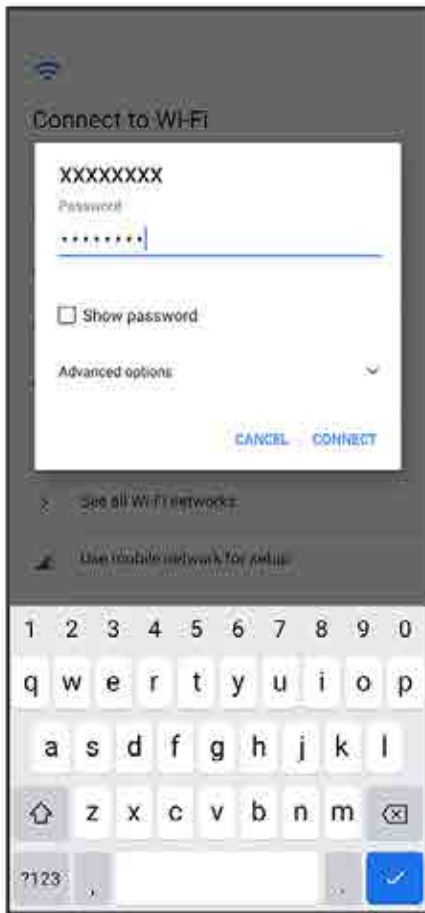 Connect to Wi-Fi
XXXXXXXX
Password
••••••••
Show password
Advanced options
CANCEL CONNECT
See all Wi-Fi networks
Use mobile network for setup
1 2 3 4 5 6 7 8 9 0
q w e r t y u i o p
a s d f g h j k l
z x c v b n m
?123 , .